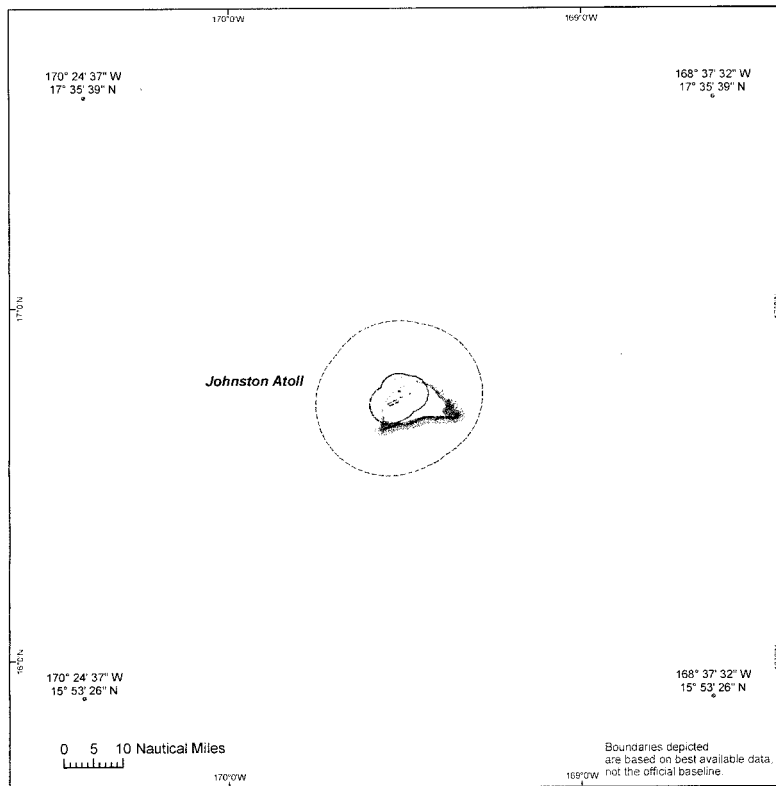 170°0'W
169°0'W
170° 24' 37" W
17° 35' 39" N
168° 37' 32" W
17° 35' 39" N
17°0'N
Johnston Atoll
16°0'N
170° 24' 37" W
15° 53' 26" N
168° 37' 32" W
15° 53' 26" N
0 5 10 Nautical Miles
Boundaries depicted
are based on best available data,
not the official baseline.
170°0'W
169°0'W